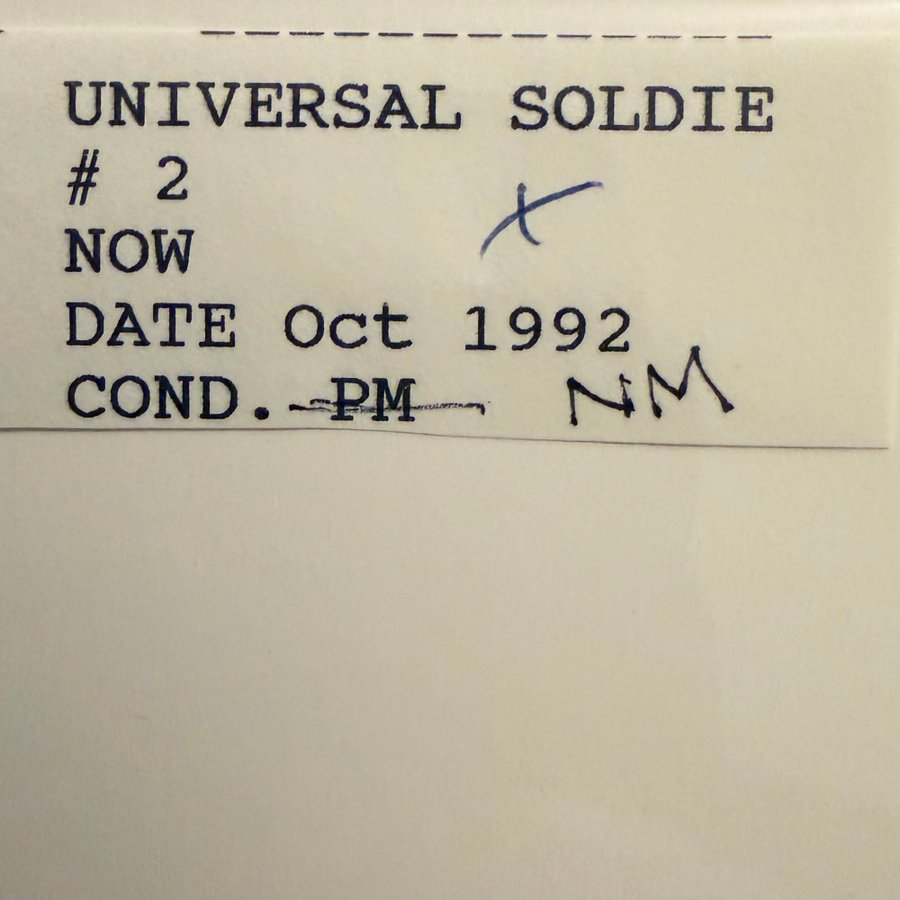 UNIVERSAL SOLDIE
# 2
X
NOW
DATE Oct 1992
COND. PM NM